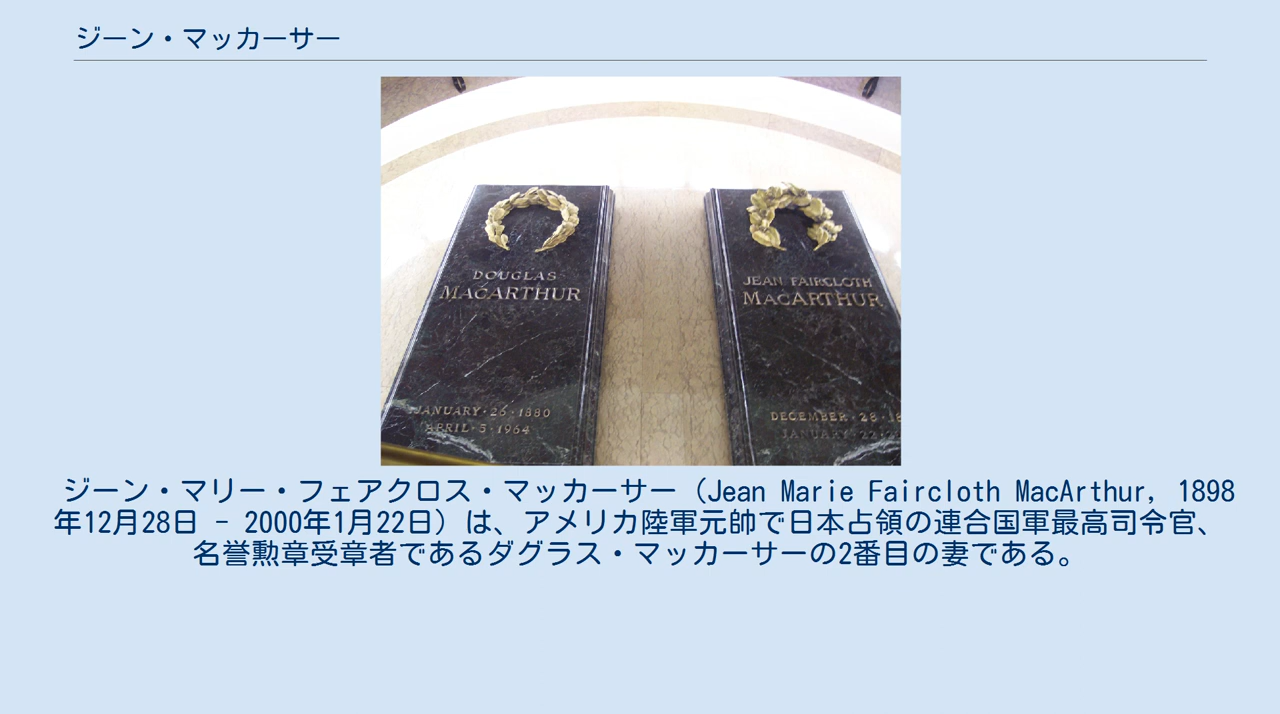 ジーン・マッカーサー
DOUGLAS
MACARTHUR
JANUARY·26·1880
APRIL·5·1964
JEAN FAIRCLOTH
MACARTHUR
DECEMBER·28·
JANUARY
ジーン・マリー・フェアクロス・マッカーサー（Jean Marie Faircloth MacArthur, 1898
年12月28日 - 2000年1月22日）は、アメリカ陸軍元帥で日本占領の連合国軍最高司令官、
名誉勲章受章者であるダグラス・マッカーサーの2番目の妻である。